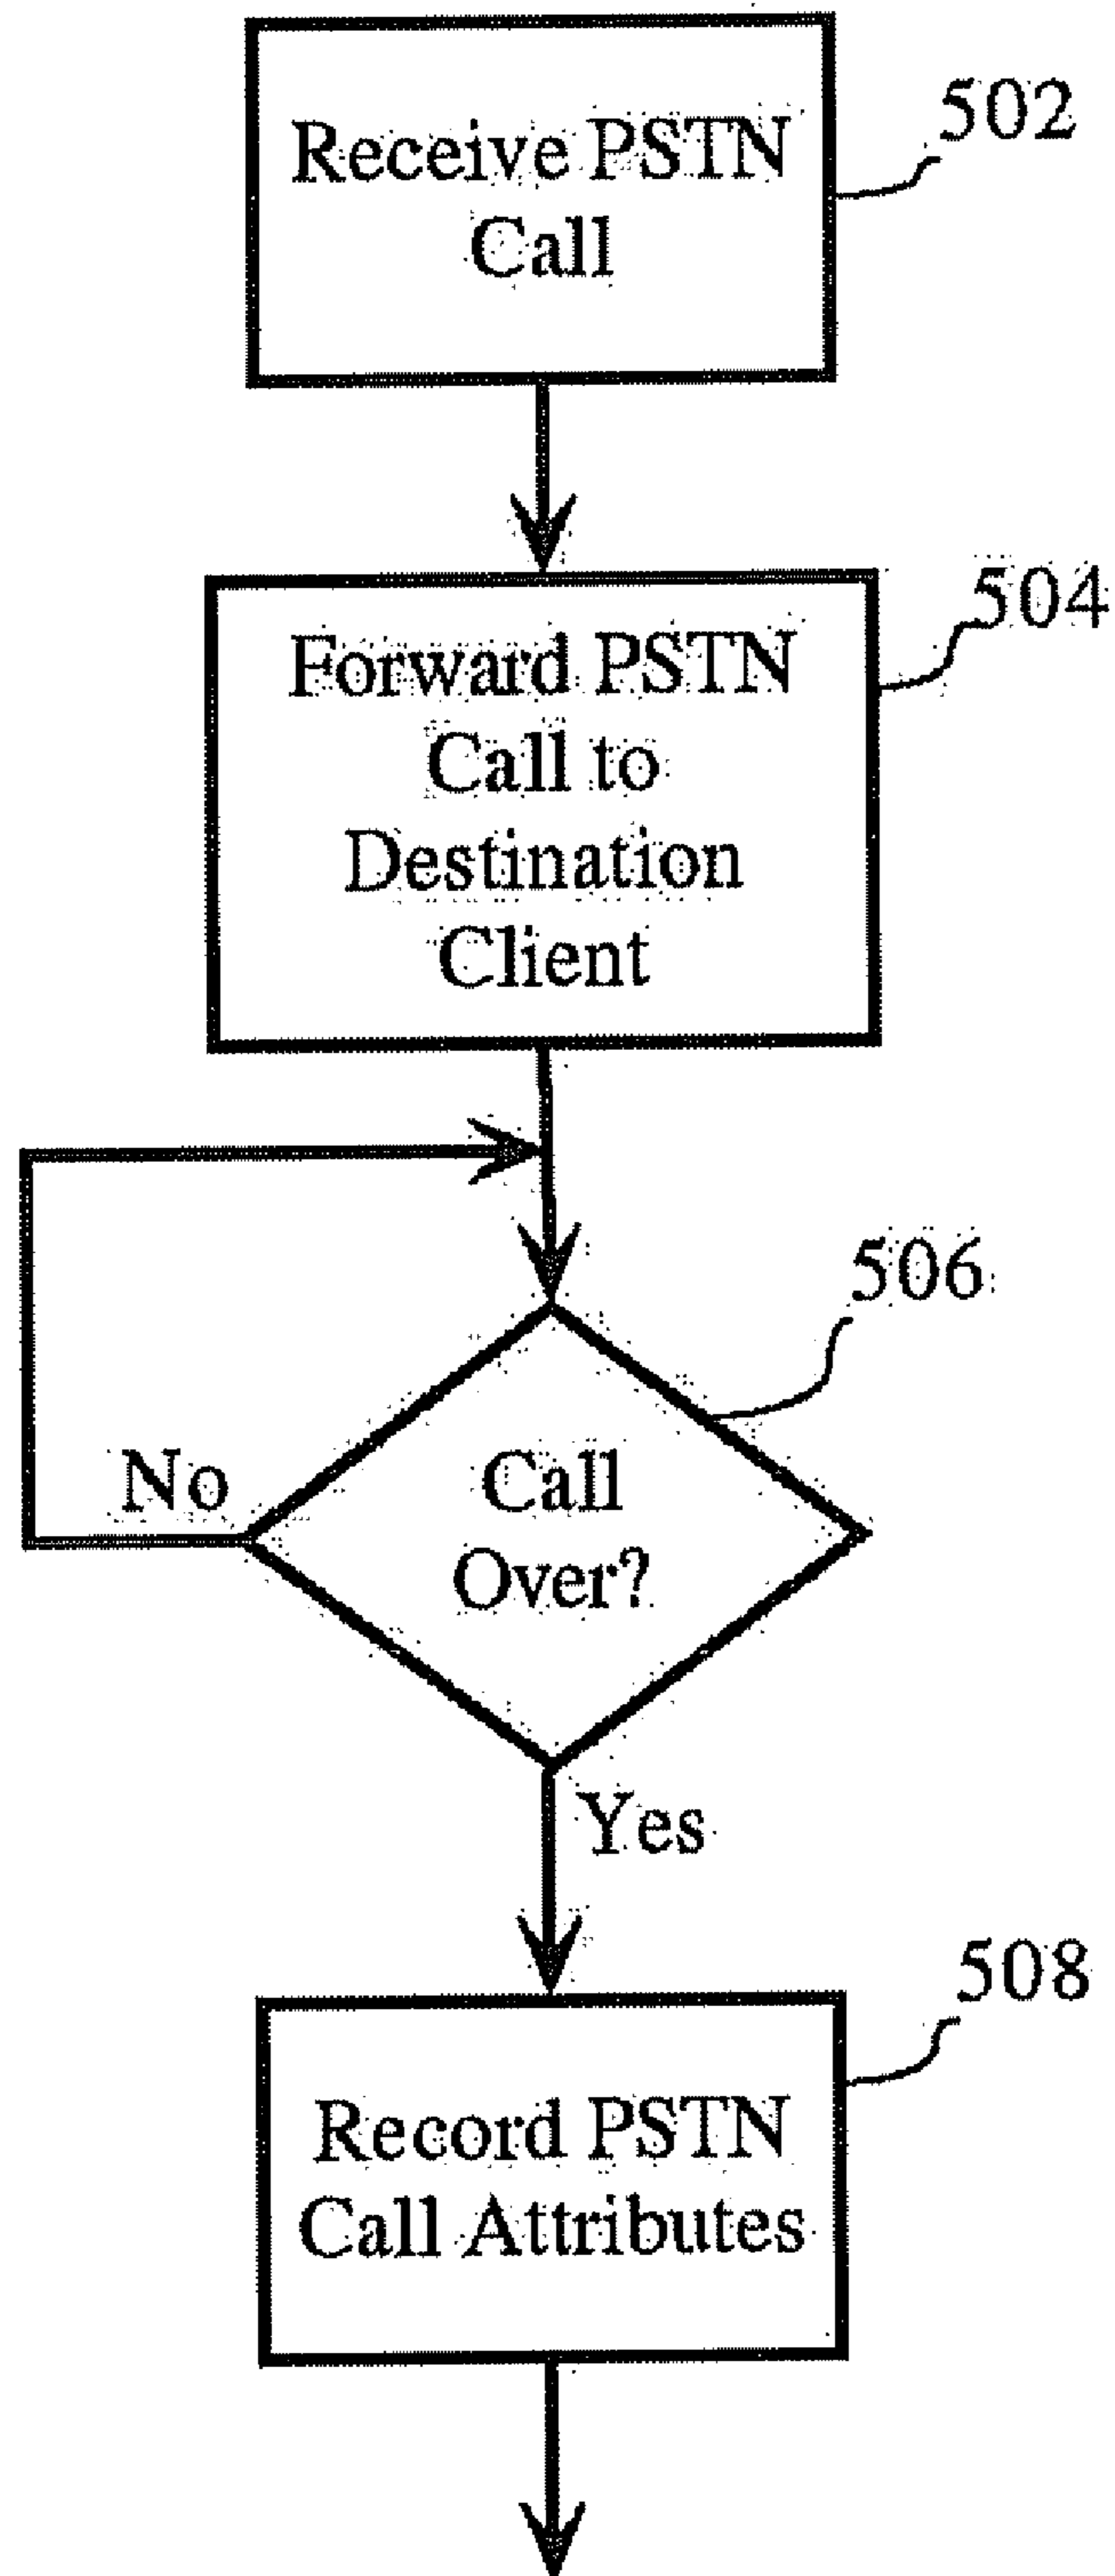 Receive PSTN
Call
502
Forward PSTN
Call to
Destination
Client
504
506
Call
Over?
No
Yes
508
Record PSTN
Call Attributes